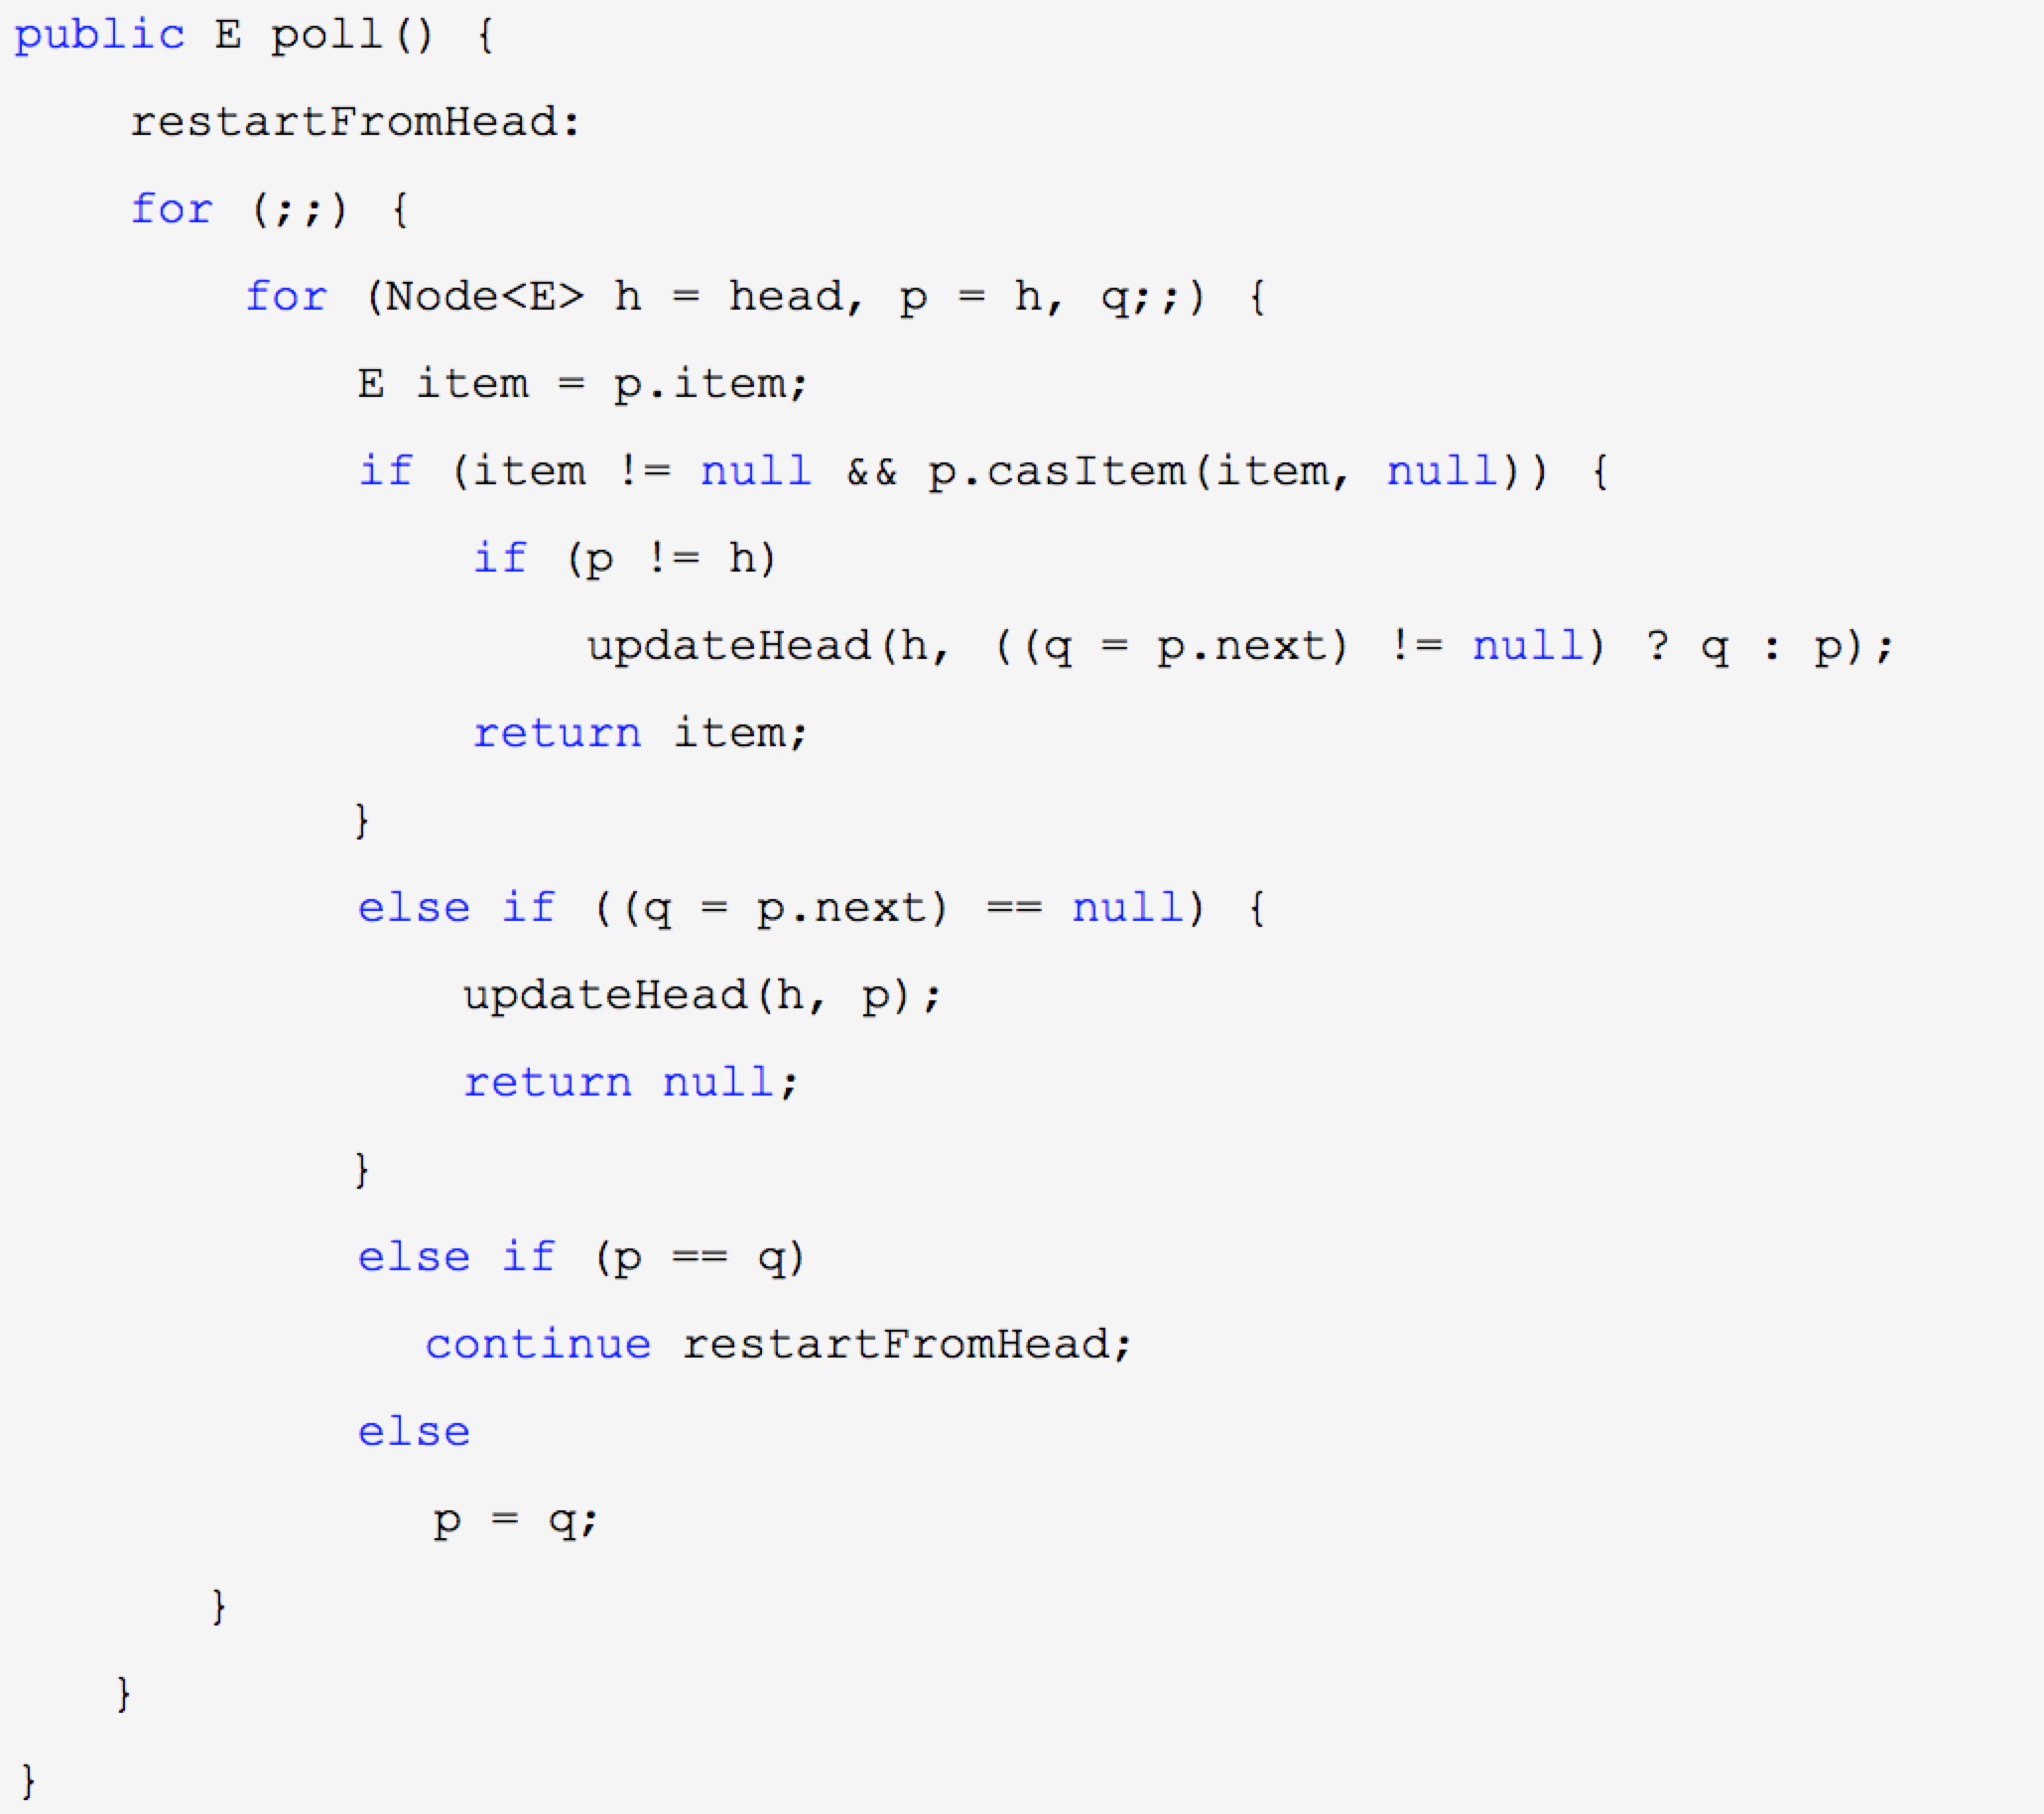 public E poll() {
restartFromHead:
for (;;) {
for (Node<E> h = head, p = h, q;;) {
E item = p.item;
if (item != null && p.casItem(item, null)) {
if (p != h)
updateHead(h, ((q = p.next) != null) ? q : p);
return item;
}
else if ((q = p.next) == null) {
updateHead(h, p);
return null;
}
else if (p == q)
continue restartFromHead;
else
p = q;
}
}
}